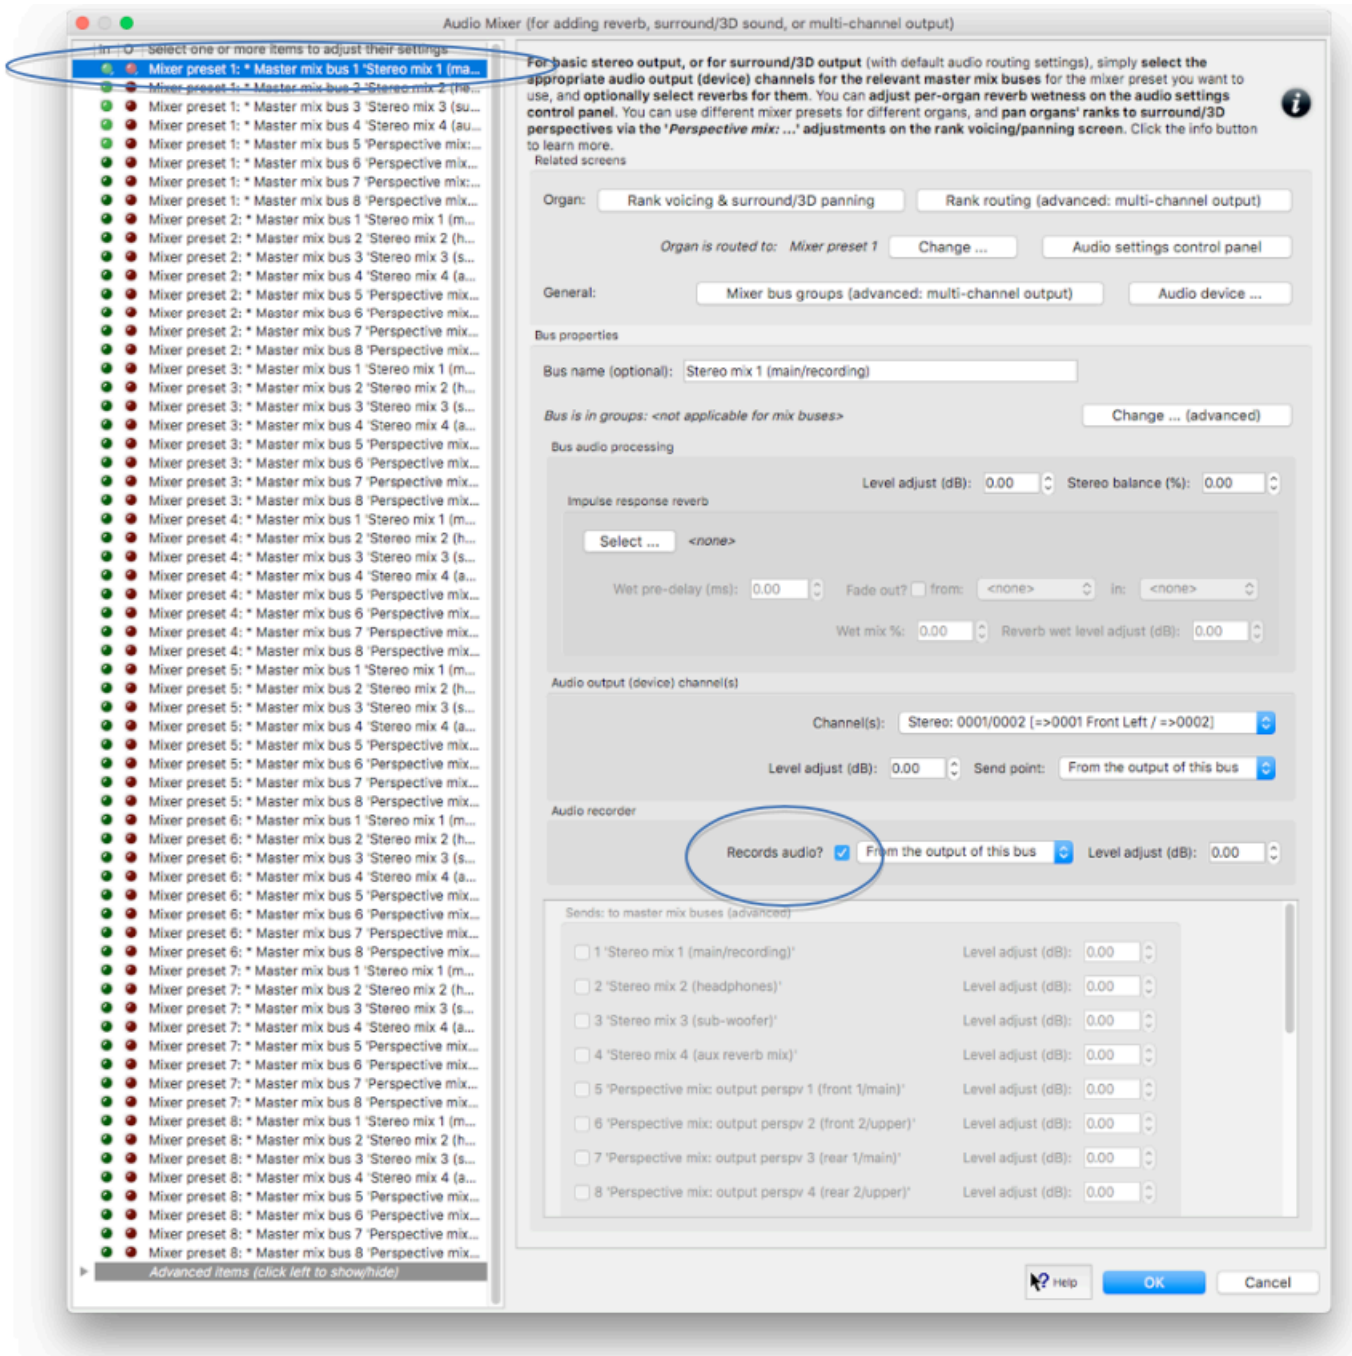 Audio Mixer (for adding reverb, surround/3D sound, or multi-channel output)
In O Select one or more items to adjust their settings
Mixer preset 1: * Master mix bus 1 'Stereo mix 1 (ma...
Mixer preset 1: * Master mix bus 2 'Stereo mix 2 (he...
Mixer preset 1: * Master mix bus 3 'Stereo mix 3 (su...
Mixer preset 1: * Master mix bus 4 'Stereo mix 4 (au...
Mixer preset 1: * Master mix bus 5 'Perspective mix:...
Mixer preset 1: * Master mix bus 6 'Perspective mix...
Mixer preset 1: * Master mix bus 7 'Perspective mix:...
Mixer preset 1: * Master mix bus 8 'Perspective mix...
Mixer preset 2: * Master mix bus 1 'Stereo mix 1 (m...
Mixer preset 2: * Master mix bus 2 'Stereo mix 2 (h...
Mixer preset 2: * Master mix bus 3 'Stereo mix 3 (s...
Mixer preset 2: * Master mix bus 4 'Stereo mix 4 (a...
Mixer preset 2: * Master mix bus 5 'Perspective mix...
Mixer preset 2: * Master mix bus 6 'Perspective mix...
Mixer preset 2: * Master mix bus 7 'Perspective mix...
Mixer preset 2: * Master mix bus 8 'Perspective mix...
Mixer preset 3: * Master mix bus 1 'Stereo mix 1 (m...
Mixer preset 3: * Master mix bus 2 'Stereo mix 2 (h...
Mixer preset 3: * Master mix bus 3 'Stereo mix 3 (s...
Mixer preset 3: * Master mix bus 4 'Stereo mix 4 (a...
Mixer preset 3: * Master mix bus 5 'Perspective mix...
Mixer preset 3: * Master mix bus 6 'Perspective mix...
Mixer preset 3: * Master mix bus 7 'Perspective mix...
Mixer preset 3: * Master mix bus 8 'Perspective mix...
Mixer preset 4: * Master mix bus 1 'Stereo mix 1 (m...
Mixer preset 4: * Master mix bus 2 'Stereo mix 2 (h...
Mixer preset 4: * Master mix bus 3 'Stereo mix 3 (s...
Mixer preset 4: * Master mix bus 4 'Stereo mix 4 (a...
Mixer preset 4: * Master mix bus 5 'Perspective mix...
Mixer preset 4: * Master mix bus 6 'Perspective mix...
Mixer preset 4: * Master mix bus 7 'Perspective mix...
Mixer preset 4: * Master mix bus 8 'Perspective mix...
Mixer preset 5: * Master mix bus 1 'Stereo mix 1 (m...
Mixer preset 5: * Master mix bus 2 'Stereo mix 2 (h...
Mixer preset 5: * Master mix bus 3 'Stereo mix 3 (s...
Mixer preset 5: * Master mix bus 4 'Stereo mix 4 (a...
Mixer preset 5: * Master mix bus 5 'Perspective mix...
Mixer preset 5: * Master mix bus 6 'Perspective mix...
Mixer preset 5: * Master mix bus 7 'Perspective mix...
Mixer preset 5: * Master mix bus 8 'Perspective mix...
Mixer preset 6: * Master mix bus 1 'Stereo mix 1 (m...
Mixer preset 6: * Master mix bus 2 'Stereo mix 2 (h...
Mixer preset 6: * Master mix bus 3 'Stereo mix 3 (s...
Mixer preset 6: * Master mix bus 4 'Stereo mix 4 (a...
Mixer preset 6: * Master mix bus 5 'Perspective mix...
Mixer preset 6: * Master mix bus 6 'Perspective mix...
Mixer preset 6: * Master mix bus 7 'Perspective mix...
Mixer preset 6: * Master mix bus 8 'Perspective mix...
Mixer preset 7: * Master mix bus 1 'Stereo mix 1 (m...
Mixer preset 7: * Master mix bus 2 'Stereo mix 2 (h...
Mixer preset 7: * Master mix bus 3 'Stereo mix 3 (s...
Mixer preset 7: * Master mix bus 4 'Stereo mix 4 (a...
Mixer preset 7: * Master mix bus 5 'Perspective mix...
Mixer preset 7: * Master mix bus 6 'Perspective mix...
Mixer preset 7: * Master mix bus 7 'Perspective mix...
Mixer preset 7: * Master mix bus 8 'Perspective mix...
Mixer preset 8: * Master mix bus 1 'Stereo mix 1 (m...
Mixer preset 8: * Master mix bus 2 'Stereo mix 2 (h...
Mixer preset 8: * Master mix bus 3 'Stereo mix 3 (s...
Mixer preset 8: * Master mix bus 4 'Stereo mix 4 (a...
Mixer preset 8: * Master mix bus 5 'Perspective mix...
Mixer preset 8: * Master mix bus 6 'Perspective mix...
Mixer preset 8: * Master mix bus 7 'Perspective mix...
Mixer preset 8: * Master mix bus 8 'Perspective mix...
Advanced items (click left to show/hide)
For basic stereo output, or for surround/3D output (with default audio routing settings), simply select the
appropriate audio output (device) channels for the relevant master mix buses for the mixer preset you want to
use, and optionally select reverbs for them. You can adjust per-organ reverb wetness on the audio settings
control panel. You can use different mixer presets for different organs, and pan organs' ranks to surround/3D
perspectives via the 'Perspective mix: ...' adjustments on the rank voicing/panning screen. Click the info button
to learn more.
i
Related screens
Organ: Rank voicing & surround/3D panning Rank routing (advanced: multi-channel output)
Organ is routed to: Mixer preset 1 Change ... Audio settings control panel
General: Mixer bus groups (advanced: multi-channel output) Audio device ...
Bus properties
Bus name (optional): Stereo mix 1 (main/recording)
Bus is in groups: <not applicable for mix buses> Change ... (advanced)
Bus audio processing
Level adjust (dB): 0.00 Stereo balance (%): 0.00
Impulse response reverb
Select ... <none>
Wet pre-delay (ms): 0.00 Fade out? from: <none> in: <none>
Wet mix %: 0.00 Reverb wet level adjust (dB): 0.00
Audio output (device) channel(s)
Channel(s): Stereo: 0001/0002 [=>0001 Front Left / =>0002]
Level adjust (dB): 0.00 Send point: From the output of this bus
Audio recorder
Records audio? From the output of this bus Level adjust (dB): 0.00
Sends: to master mix buses (advanced)
1 'Stereo mix 1 (main/recording)' Level adjust (dB): 0.00
2 'Stereo mix 2 (headphones)' Level adjust (dB): 0.00
3 'Stereo mix 3 (sub-woofer)' Level adjust (dB): 0.00
4 'Stereo mix 4 (aux reverb mix)' Level adjust (dB): 0.00
5 'Perspective mix: output perspv 1 (front 1/main)' Level adjust (dB): 0.00
6 'Perspective mix: output perspv 2 (front 2/upper)' Level adjust (dB): 0.00
7 'Perspective mix: output perspv 3 (rear 1/main)' Level adjust (dB): 0.00
8 'Perspective mix: output perspv 4 (rear 2/upper)' Level adjust (dB): 0.00
? Help OK Cancel